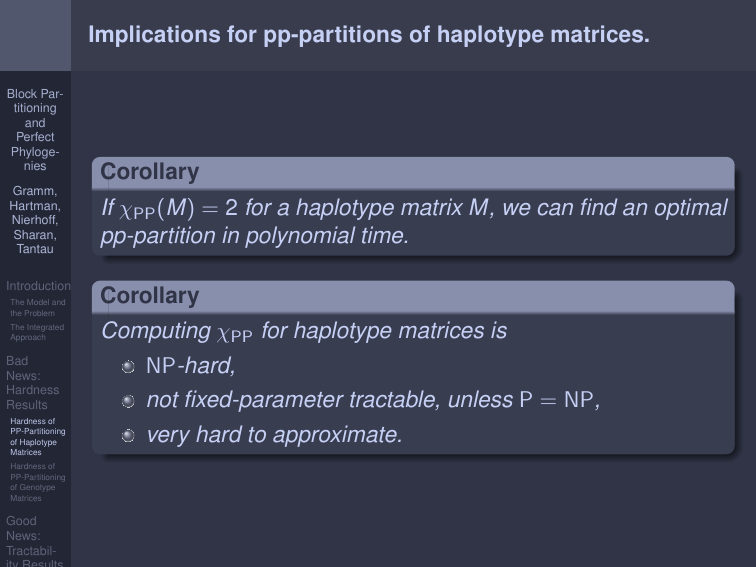 Implications for pp-partitions of haplotype matrices.
Block Par-
titioning
and
Perfect
Phyloge-
nies
Gramm,
Hartman,
Nierhoff,
Sharan,
Tantau
Introduction
The Model and
the Problem
The Integrated
Approach
Bad
News:
Hardness
Results
Hardness of
PP-Partitioning
of Haplotype
Matrices
Hardness of
PP-Partitioning
of Genotype
Matrices
Good
News:
Tractabil-
ity Results
Corollary
If χPP(M) = 2 for a haplotype matrix M, we can find an optimal
pp-partition in polynomial time.
Corollary
Computing χPP for haplotype matrices is
NP-hard,
not fixed-parameter tractable, unless P = NP,
very hard to approximate.